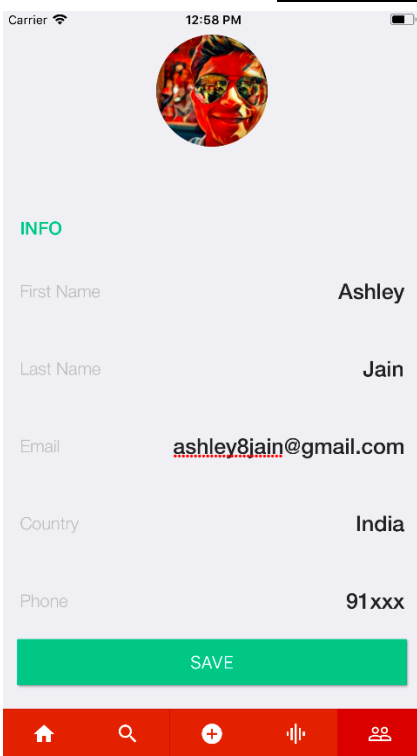 Carrier 12:58 PM
INFO
First Name Ashley
Last Name Jain
Email ashley8jain@gmail.com
Country India
Phone 91xxx
SAVE